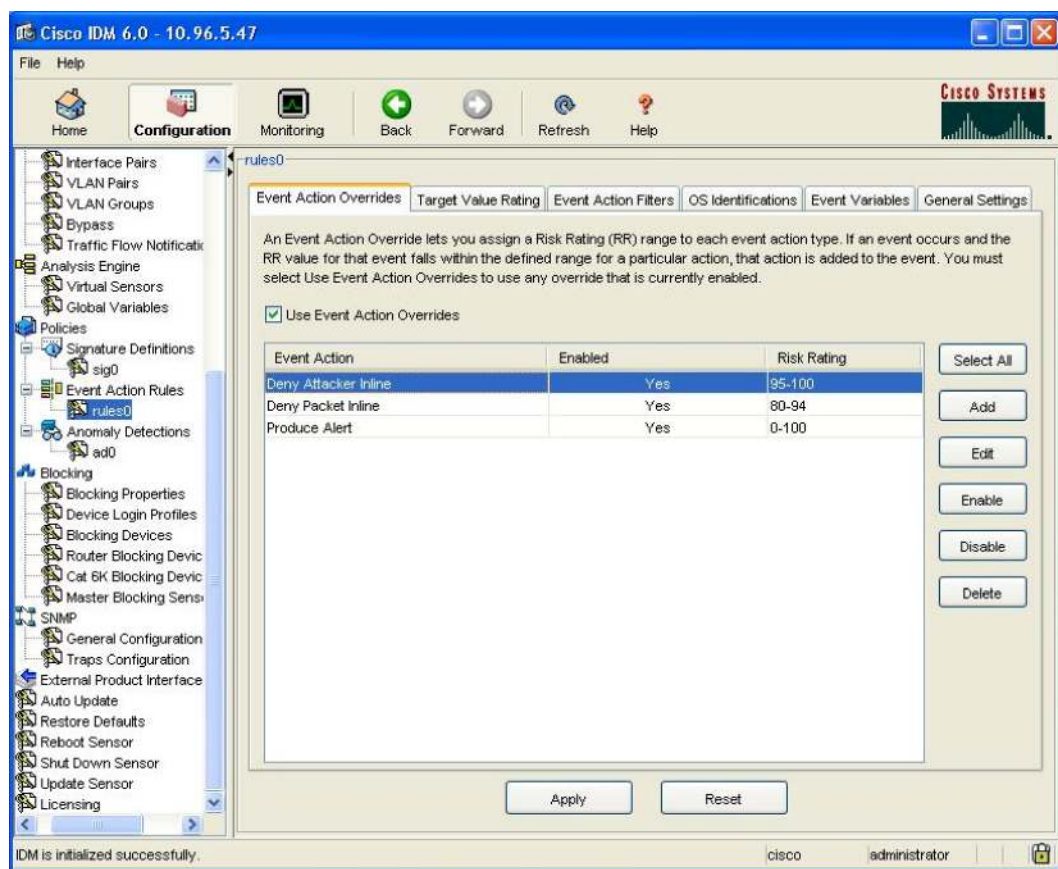 Cisco IDM 6.0 - 10.96.5.47
File Help
Home
Configuration
Monitoring
Back
Forward
Refresh
Help
CISCO SYSTEMS
Interface Pairs
VLAN Pairs
VLAN Groups
Bypass
Traffic Flow Notificatic
Analysis Engine
Virtual Sensors
Global Variables
Policies
Signature Definitions
sig0
Event Action Rules
rules0
Anomaly Detections
ad0
Blocking
Blocking Properties
Device Login Profiles
Blocking Devices
Router Blocking Devic
Cat 6K Blocking Devic
Master Blocking Sens
SNMP
General Configuration
Traps Configuration
External Product Interface
Auto Update
Restore Defaults
Reboot Sensor
Shut Down Sensor
Update Sensor
Licensing
rules0
Event Action Overrides Target Value Rating Event Action Filters OS Identifications Event Variables General Settings
An Event Action Override lets you assign a Risk Rating (RR) range to each event action type. If an event occurs and the
RR value for that event falls within the defined range for a particular action, that action is added to the event. You must
select Use Event Action Overrides to use any override that is currently enabled.
Use Event Action Overrides
Event Action Enabled Risk Rating
Deny Attacker Inline Yes 95-100
Deny Packet Inline Yes 80-94
Produce Alert Yes 0-100
Select All
Add
Edit
Enable
Disable
Delete
Apply Reset
IDM is initialized successfully. cisco administrator